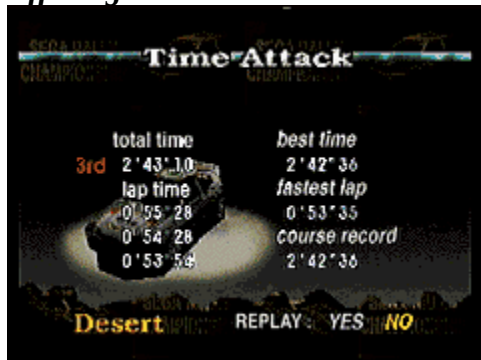 Time Attack
total time
3rd 2'43"10
lap time
0'55"28
0'54"28
0'53"54
best time
2'42"36
fastest lap
0'53"35
course record
2'42"36
Desert
REPLAY : YES NO